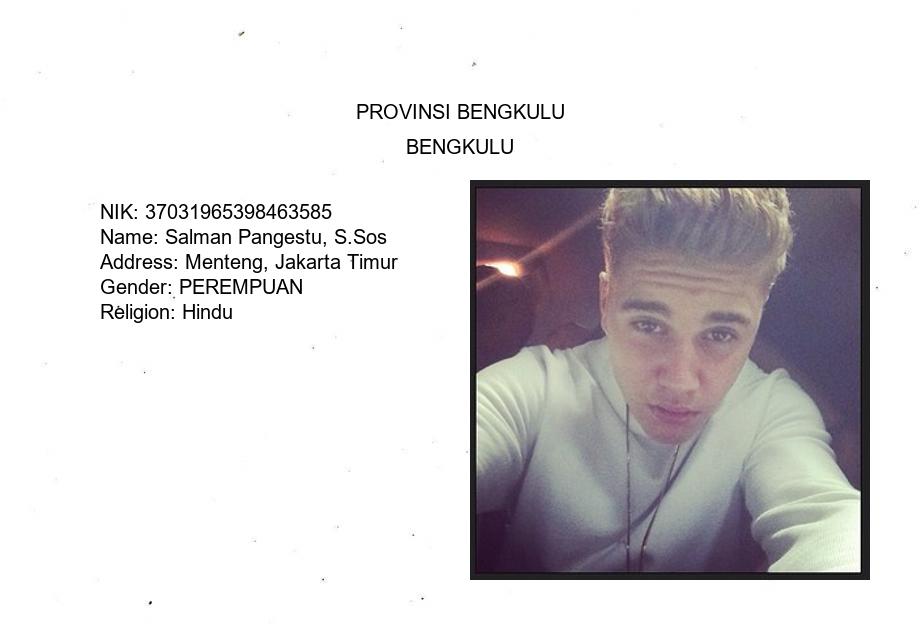 PROVINSI BENGKULU
BENGKULU
NIK: 37031965398463585
Name: Salman Pangestu, S.Sos
Address: Menteng, Jakarta Timur
Gender: PEREMPUAN
Religion: Hindu